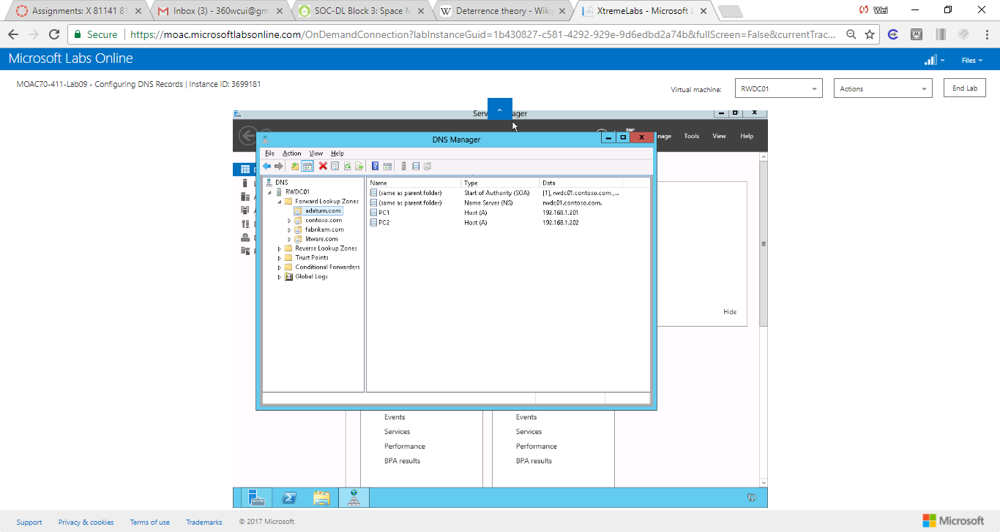 Assignments: X 81141 81
Inbox (3) - 360wcui@gm
SOC-DL Block 3: Space M
Deterrence theory - Wiki
XtremeLabs - Microsoft L
Wei
Secure
https://moac.microsoftlabsonline.com/OnDemandConnection?labInstanceGuid=1b430827-c581-4292-929e-9d6edbd2a74b&fullScreen=False&currentTrac...
Microsoft Labs Online
Files
MOAC70-411-Lab09 - Configuring DNS Records | Instance ID: 3699181
Virtual machine:
RWDC01
Actions
End Lab
Serv ager
nage Tools View Help
DNS Manager
File Action View Help
DNS
RWDC01
Forward Lookup Zones
adatum.com
contoso.com
fabrikam.com
litware.com
Reverse Lookup Zones
Trust Points
Conditional Forwarders
Global Logs
Name Type Data
(same as parent folder) Start of Authority (SOA) [1], rwdc01.contoso.com.,...
(same as parent folder) Name Server (NS) rwdc01.contoso.com.
PC1 Host (A) 192.168.1.201
PC2 Host (A) 192.168.1.202
Hide
Events Events
Services Services
Performance Performance
BPA results BPA results
Support Privacy & cookies Terms of use Trademarks © 2017 Microsoft
Microsoft